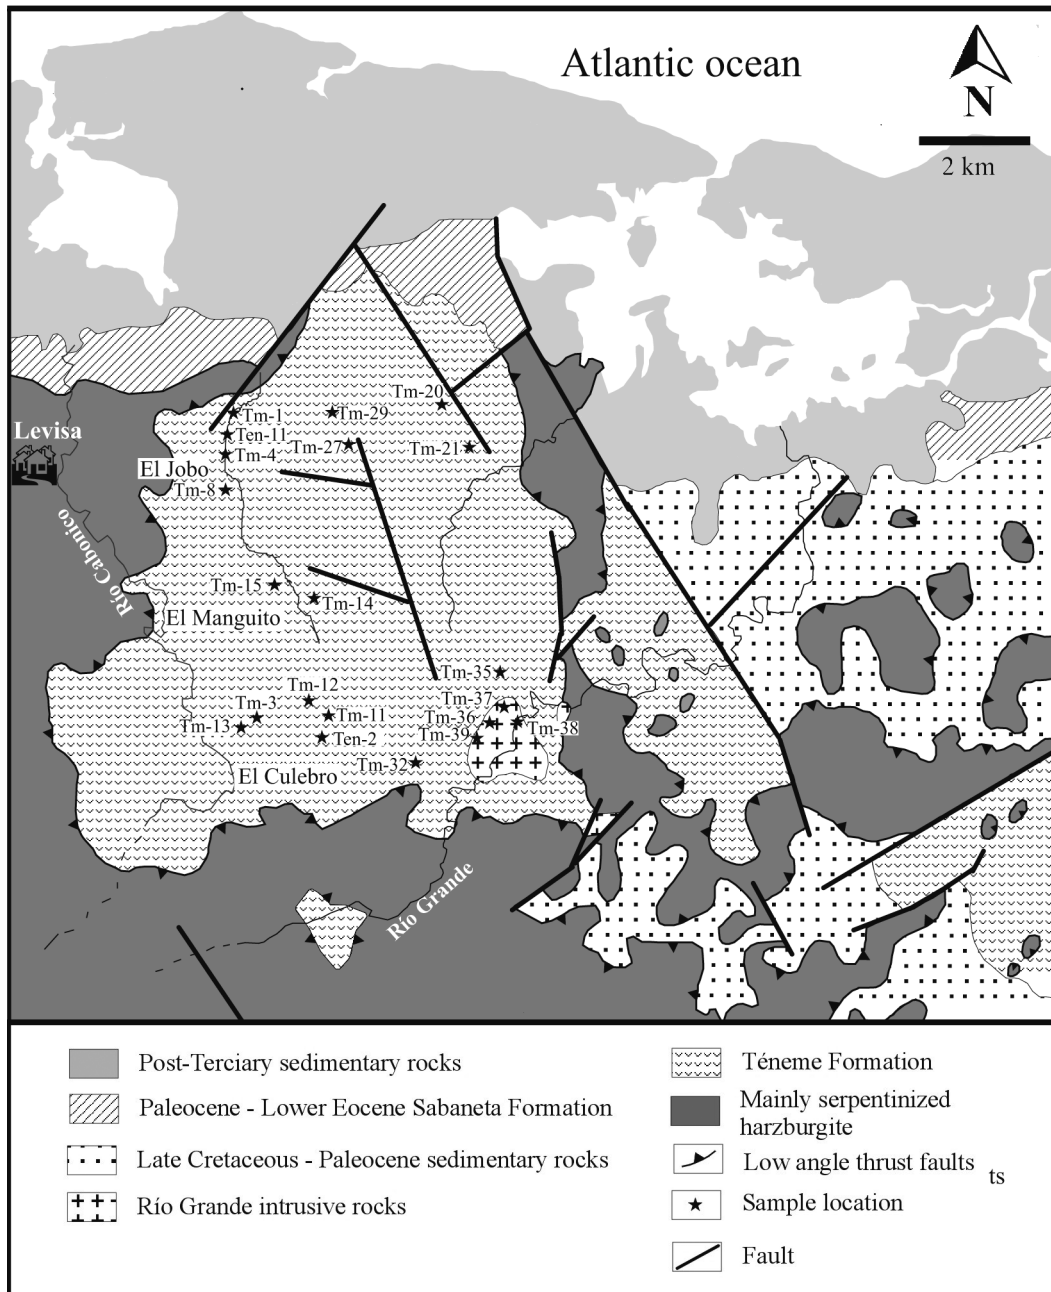 Atlantic ocean
N
2 km
Tm-20
Tm-1
Tm-29
Levisa
Ten-11
Tm-27
Tm-21
Tm-4
El Jobo
Tm-8
Río Cabonico
Tm-15
Tm-14
El Manguito
Tm-35
Tm-12
Tm-37
Tm-3
Tm-11
Tm-36
Tm-13
Tm-38
Ten-2
Tm-39
Tm-32
El Culebro
Río Grande
Post-Terciary sedimentary rocks
Paleocene - Lower Eocene Sabaneta Formation
Late Cretaceous - Paleocene sedimentary rocks
Río Grande intrusive rocks
Téneme Formation
Mainly serpentinized
harzburgite
Low angle thrust faults
ts
Sample location
Fault